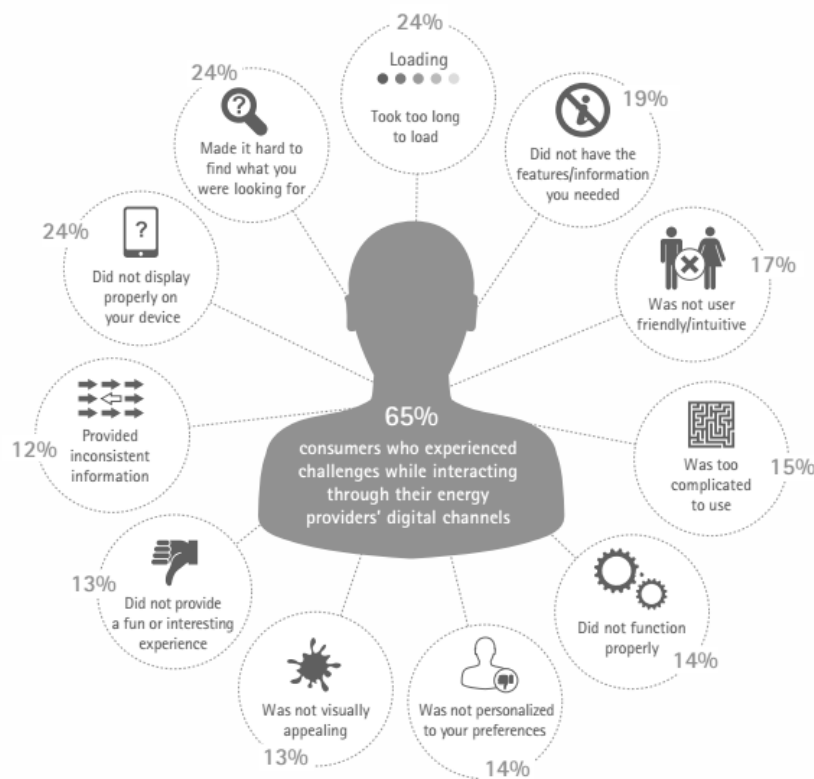 24%
Loading
Took too long
to load
19%
Did not have the
features/information
you needed
17%
Was not user
friendly/intuitive
15%
Was too
complicated
to use
Did not function
properly
14%
Was not personalized
to your preferences
14%
Was not visually
appealing
13%
13%
Did not provide
a fun or interesting
experience
12%
Provided
inconsistent
information
24%
?
Did not display
properly on
your device
24%
?
Made it hard to
find what you
were looking for
65%
consumers who experienced
challenges while interacting
through their energy
providers' digital channels